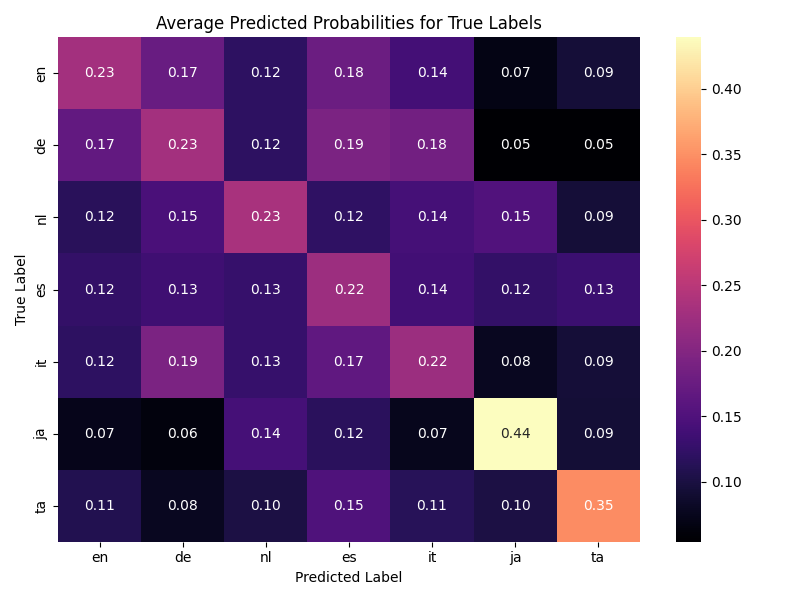 Average Predicted Probabilities for True Labels
en 0.23 0.17 0.12 0.18 0.14 0.07 0.09
de 0.17 0.23 0.12 0.19 0.18 0.05 0.05
nl 0.12 0.15 0.23 0.12 0.14 0.15 0.09
es 0.12 0.13 0.13 0.22 0.14 0.12 0.13
it 0.12 0.19 0.13 0.17 0.22 0.08 0.09
ja 0.07 0.06 0.14 0.12 0.07 0.44 0.09
ta 0.11 0.08 0.10 0.15 0.11 0.10 0.35
True Label
en de nl es it ja ta
Predicted Label
0.40
0.35
0.30
0.25
0.20
0.15
0.10